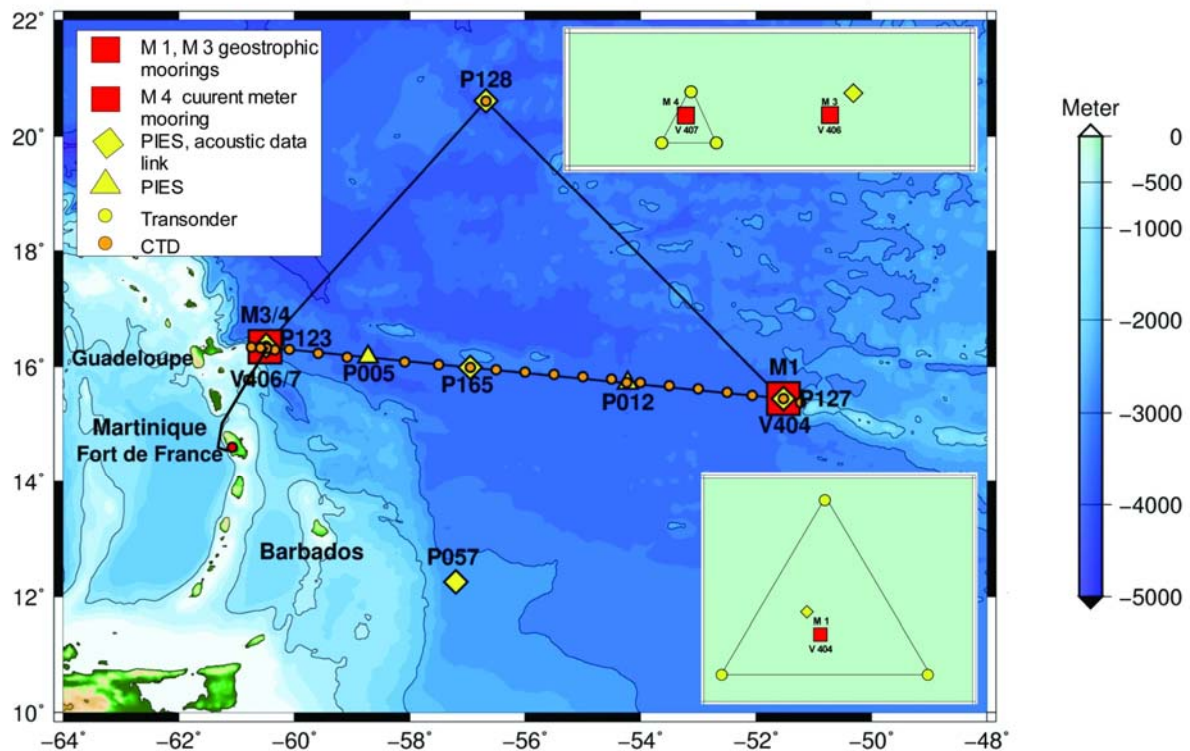 22°
20°
18°
16°
14°
12°
10°
M 1, M 3 geostrophic
moorings
M 4 cuurent meter
mooring
PIES, acoustic data
link
PIES
Transonder
CTD
P128
M 4
V 407
M 3
V 406
Meter
0
−500
−1000
−2000
−3000
−4000
−5000
M3/4
P123
Guadeloupe
V406/7
P005
P165
P012
M1
P127
V404
Martinique
Fort de France
Barbados
P057
M 1
V 404
−64° −62° −60° −58° −56° −54° −52° −50° −48°